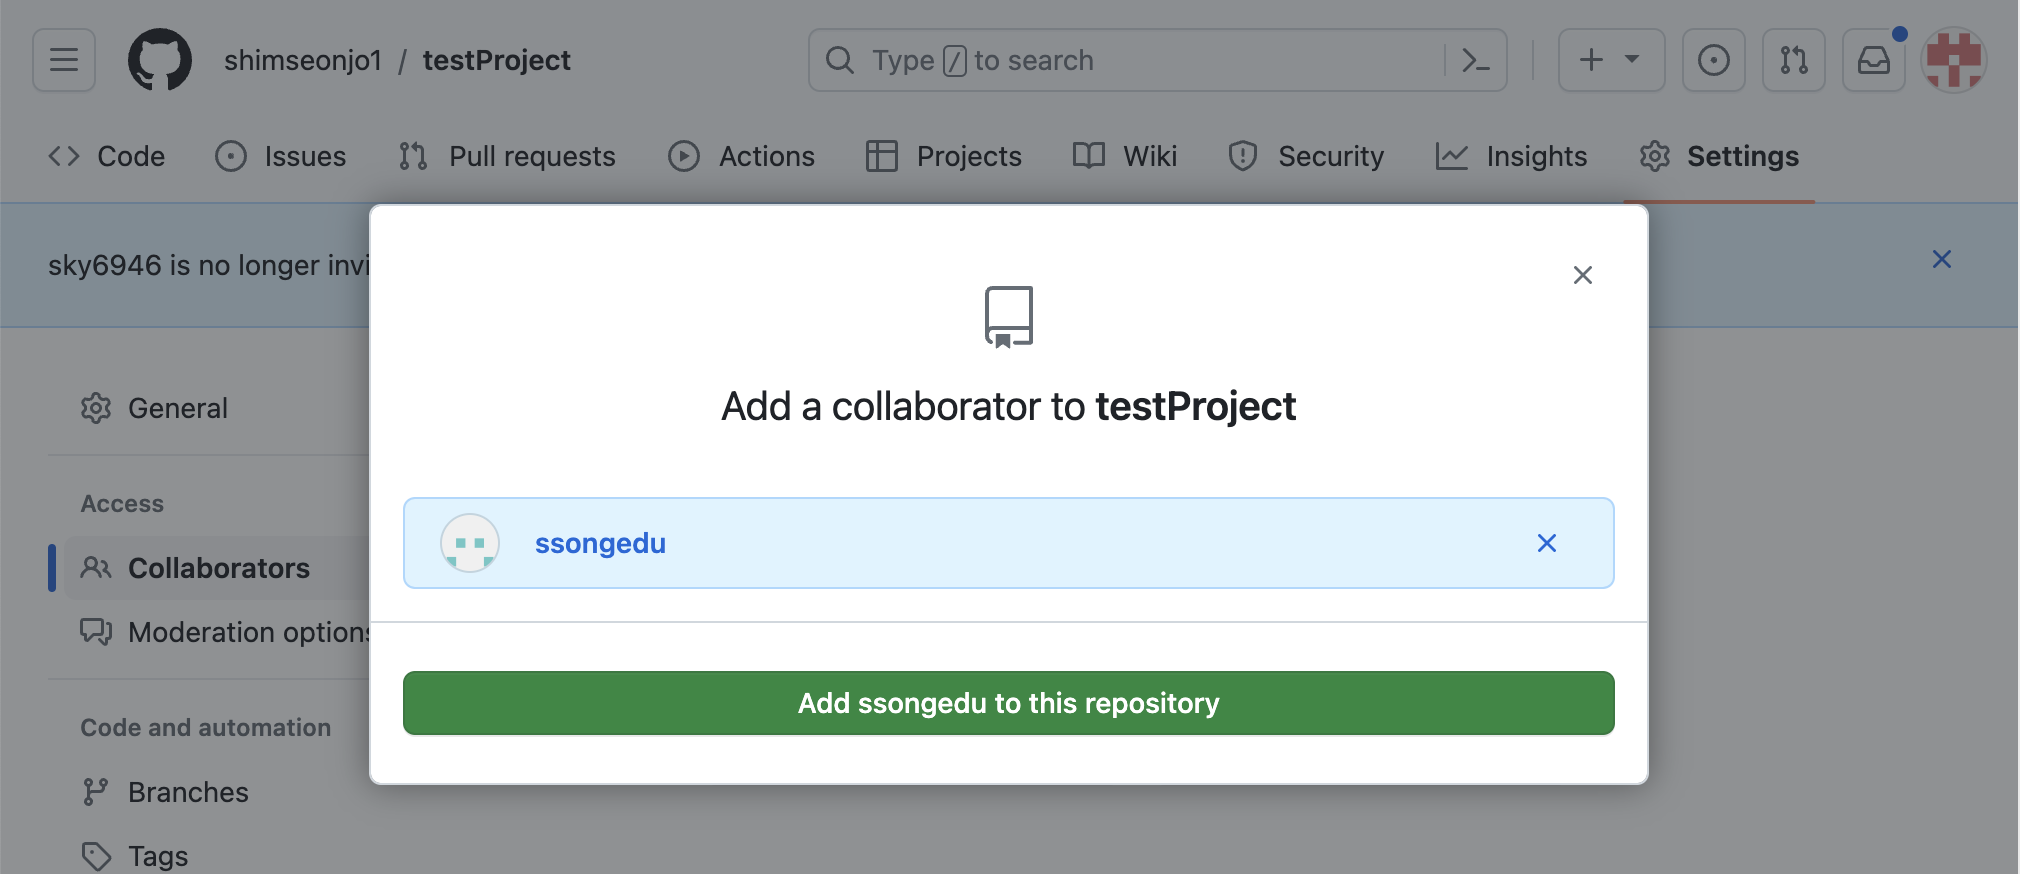 shimseonjo1 / testProject
Type / to search
Code
Issues
Pull requests
Actions
Projects
Wiki
Security
Insights
Settings
sky6946 is no longer
General
Access
Collaborators
Moderation options
Code and automation
Branches
Tags
Add a collaborator to testProject
ssongedu
Add ssongedu to this repository